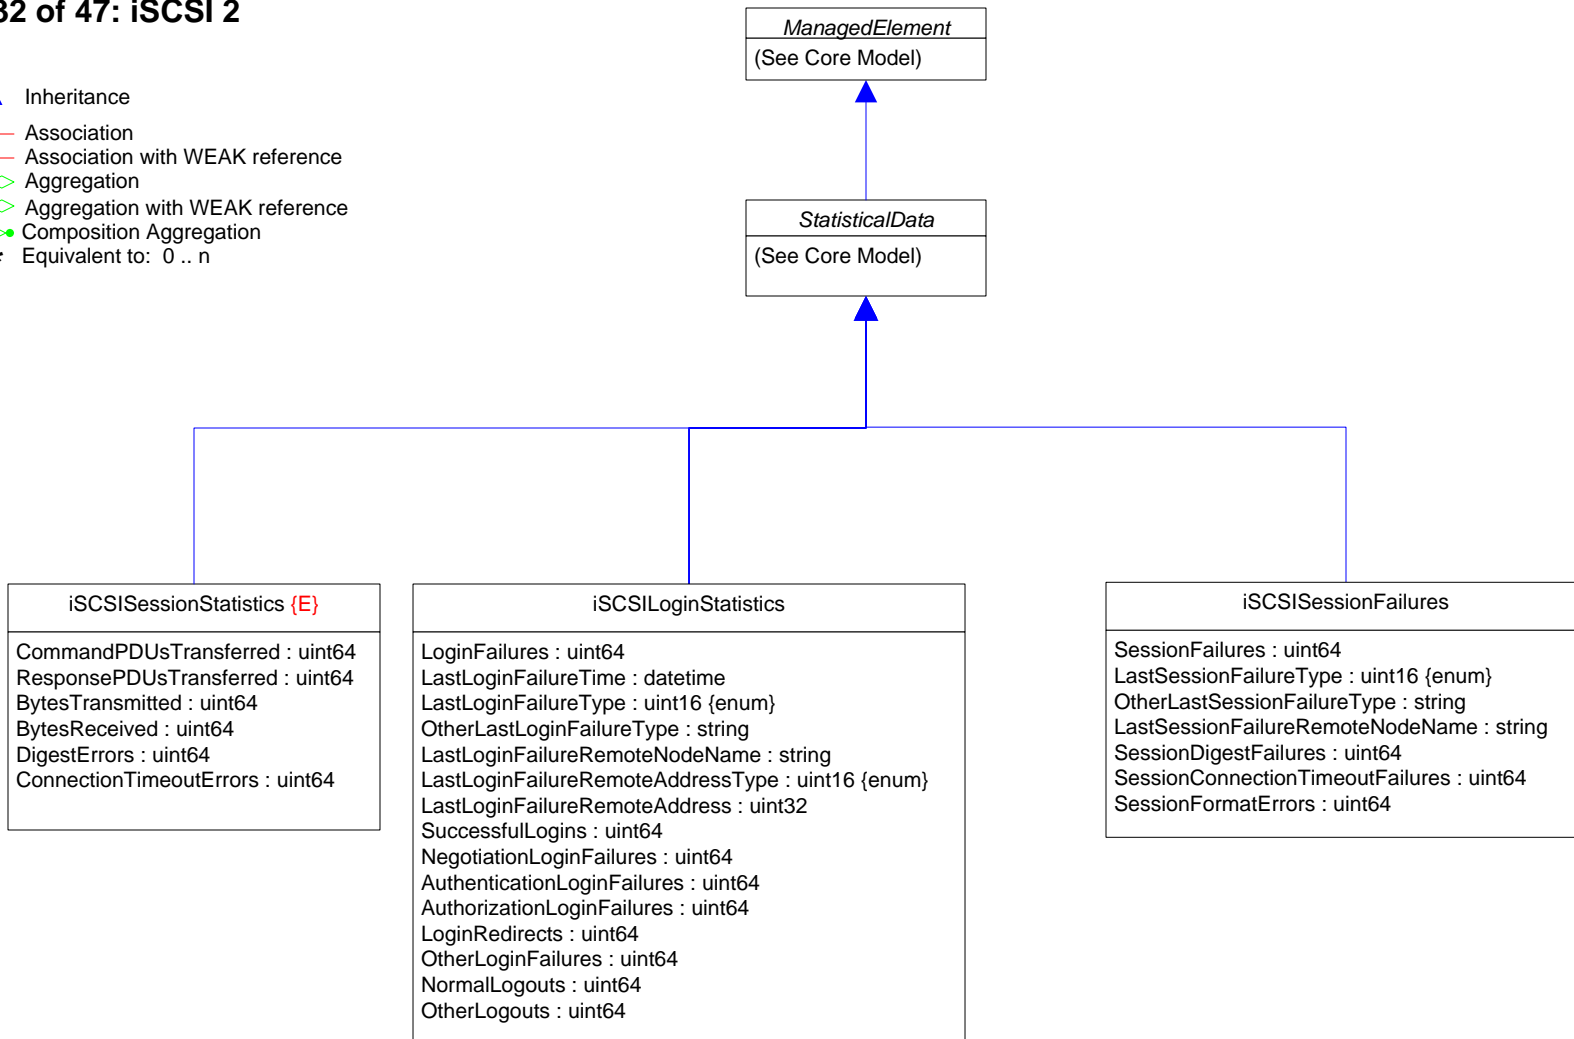 32 of 47: iSCSI 2
Inheritance
Association
Association with WEAK reference
Aggregation
Aggregation with WEAK reference
Composition Aggregation
Equivalent to: 0 .. n
ManagedElement
(See Core Model)
StatisticalData
(See Core Model)
iSCSISessionStatistics {E}
CommandPDUsTransferred : uint64
ResponsePDUsTransferred : uint64
BytesTransmitted : uint64
BytesReceived : uint64
DigestErrors : uint64
ConnectionTimeoutErrors : uint64
iSCSILoginStatistics
LoginFailures : uint64
LastLoginFailureTime : datetime
LastLoginFailureType : uint16 {enum}
OtherLastLoginFailureType : string
LastLoginFailureRemoteNodeName : string
LastLoginFailureRemoteAddressType : uint16 {enum}
LastLoginFailureRemoteAddress : uint32
SuccessfulLogins : uint64
NegotiationLoginFailures : uint64
AuthenticationLoginFailures : uint64
AuthorizationLoginFailures : uint64
LoginRedirects : uint64
OtherLoginFailures : uint64
NormalLogouts : uint64
OtherLogouts : uint64
iSCSISessionFailures
SessionFailures : uint64
LastSessionFailureType : uint16 {enum}
OtherLastSessionFailureType : string
LastSessionFailureRemoteNodeName : string
SessionDigestFailures : uint64
SessionConnectionTimeoutFailures : uint64
SessionFormatErrors : uint64